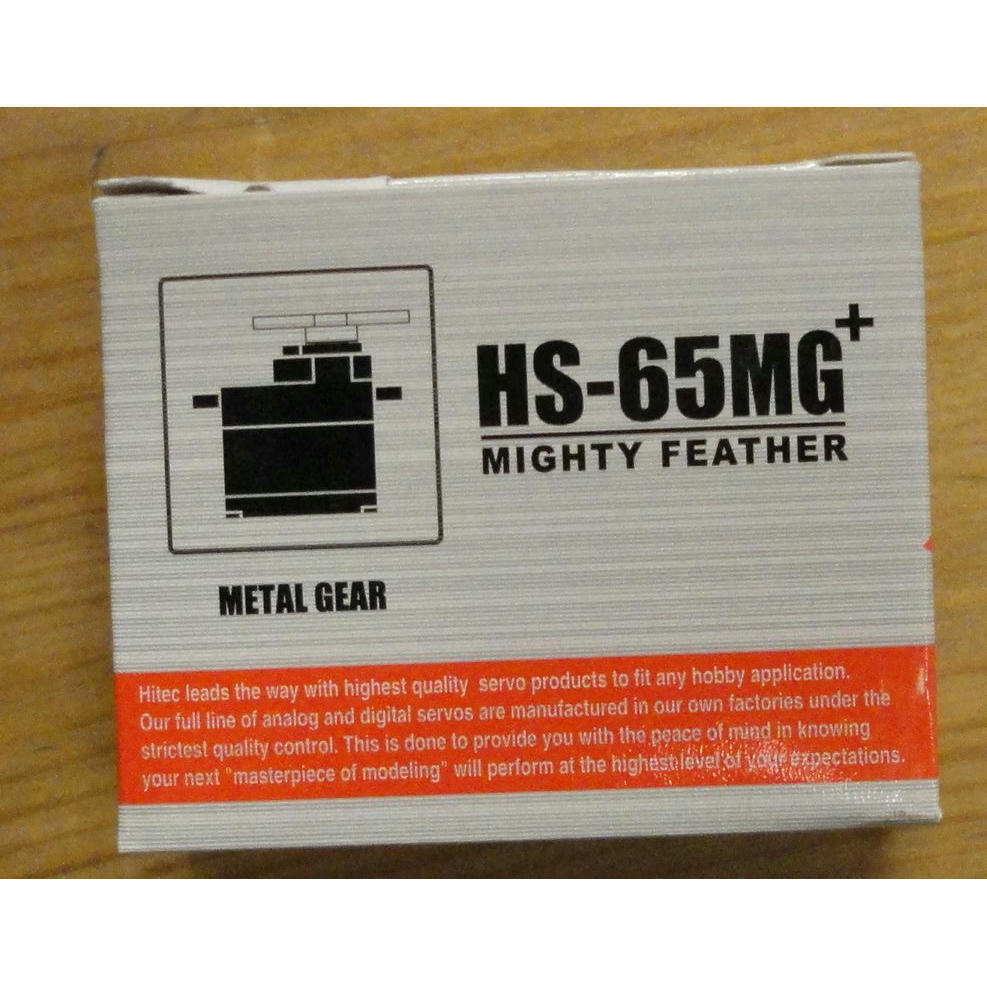 HS-65MG+
MIGHTY FEATHER
METAL GEAR
Hitec leads the way with highest quality servo products to fit any hobby application.
Our full line of analog and digital servos are manufactured in our own factories under the
strictest quality control. This is done to provide you with the peace of mind in knowing
your next "masterpiece of modeling" will perform at the highest level of your expectations.